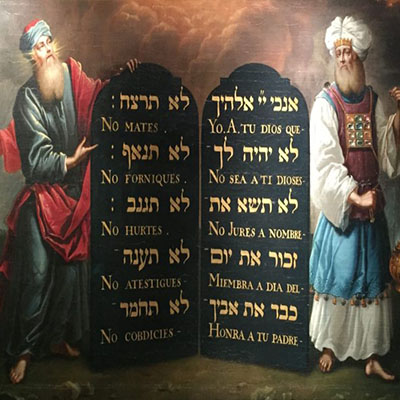 אנכי יי אלהיך
YO. A. TU DIOS QUE-
לא יהיה לך־
NO SEA A TI DIOSES-
לא תשא את־
NO JURES A NOMBRE-
זכור את יום־
MIEMBRA A DIA DEL-
כבד את אביך־
HONRA A TU PADRE-
לא תרצח:
NO MATES.
לא תנאף:
NO FORNIQUES.
לא תגנב:
NO HURTES.
לא תענה־
NO ATESTIGUES-
לא תחמד־
NO COBDICIES-